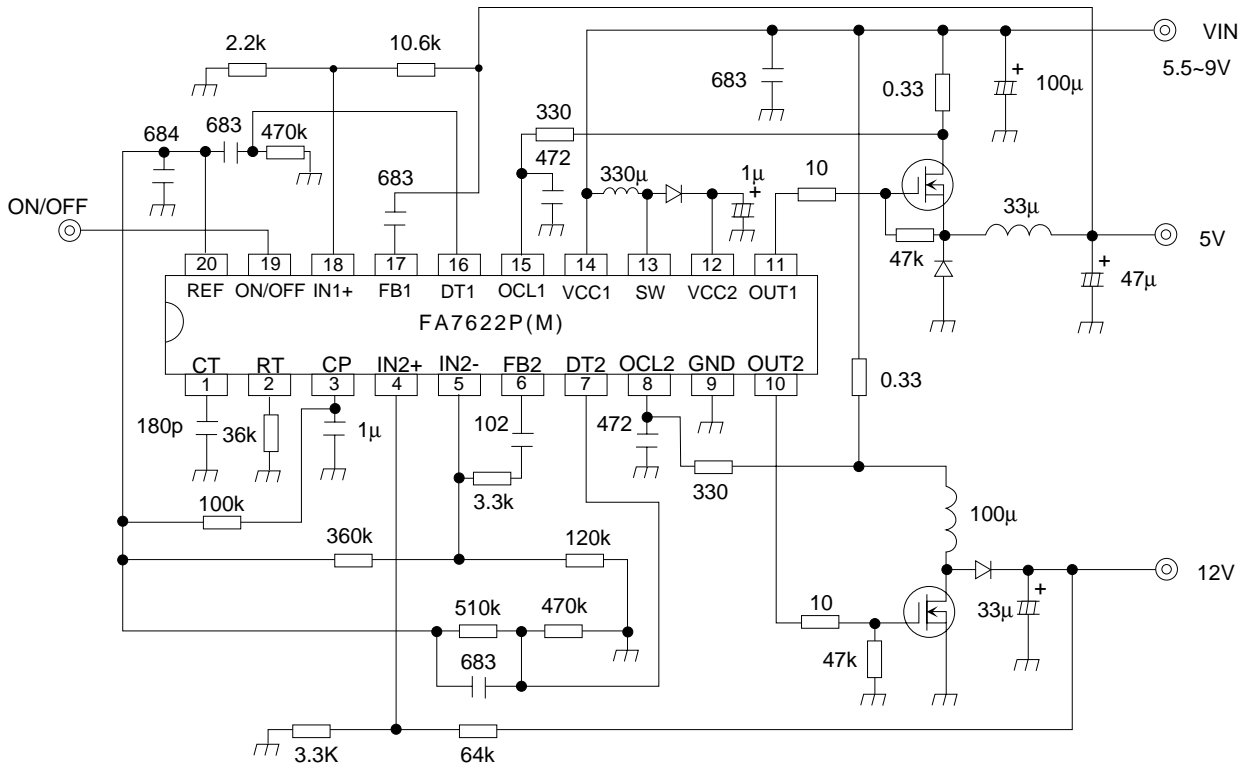 2.2k 10.6k VIN
5.5~9V
683 0.33 100µ +
684 683 470k 330
472
683 330µ 1µ + 10
ON/OFF
33µ
5V
47k 47µ +
20 19 18 17 16 15 14 13 12 11
REF ON/OFF IN1+ FB1 DT1 OCL1 VCC1 SW VCC2 OUT1
FA7622P(M)
CT RT CP IN2+ IN2- FB2 DT2 OCL2 GND OUT2
1 2 3 4 5 6 7 8 9 10
0.33
180p 36k 1µ 102 472
3.3k 330
100k 100µ
360k 120k
12V
510k 470k 10 33µ +
683 47k
3.3K 64k